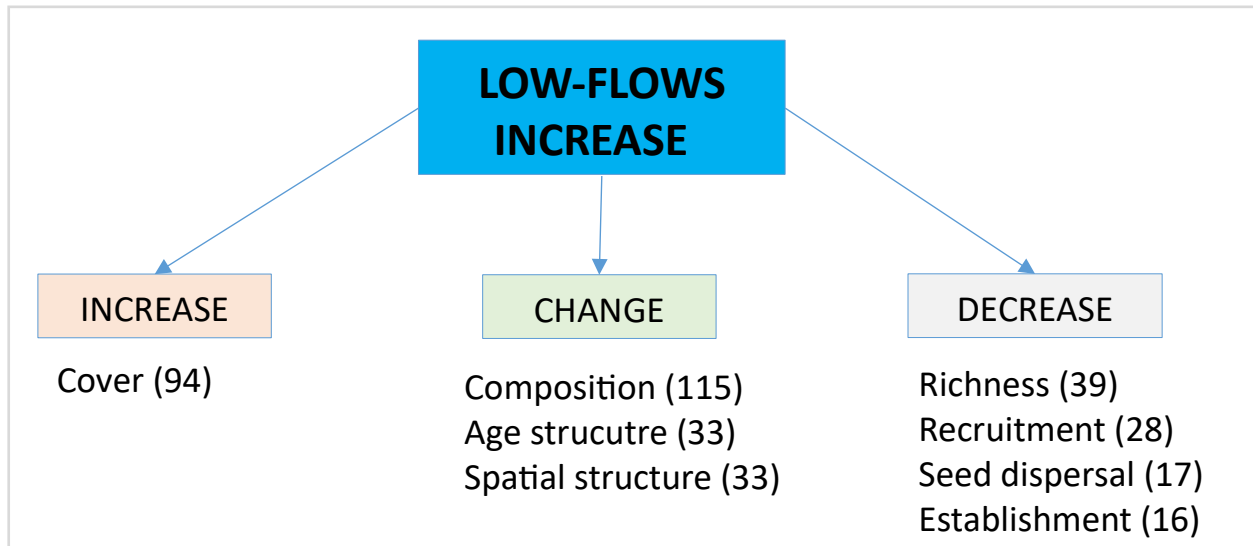 LOW-FLOWS
INCREASE
INCREASE
Cover (94)
CHANGE
Composition (115)
Age strucutre (33)
Spatial structure (33)
DECREASE
Richness (39)
Recruitment (28)
Seed dispersal (17)
Establishment (16)